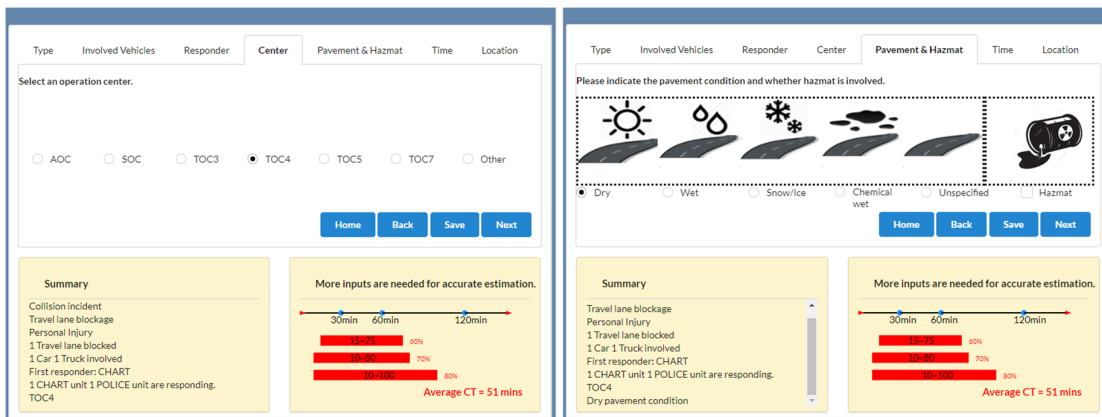 Type Involved Vehicles Responder Center Pavement & Hazmat Time Location
Select an operation center.
AOC SOC TOC3 TOC4 TOC5 TOC7 Other
Home Back Save Next
Summary
Collision incident
Travel lane blockage
Personal Injury
1 Travel lane blocked
1 Car 1 Truck involved
First responder: CHART
1 CHART unit 1 POLICE unit are responding.
TOC4
More inputs are needed for accurate estimation.
30min 60min 120min
15~75 60%
10~80 70%
10~100 80%
Average CT = 51 mins
Type Involved Vehicles Responder Center Pavement & Hazmat Time Location
Please indicate the pavement condition and whether hazmat is involved.
Dry Wet Snow/Ice Chemical wet Unspecified Hazmat
Home Back Save Next
Summary
Travel lane blockage
Personal Injury
1 Travel lane blocked
1 Car 1 Truck involved
First responder: CHART
1 CHART unit 1 POLICE unit are responding.
TOC4
Dry pavement condition
More inputs are needed for accurate estimation.
30min 60min 120min
15~75 60%
10~80 70%
10~100 80%
Average CT = 51 mins